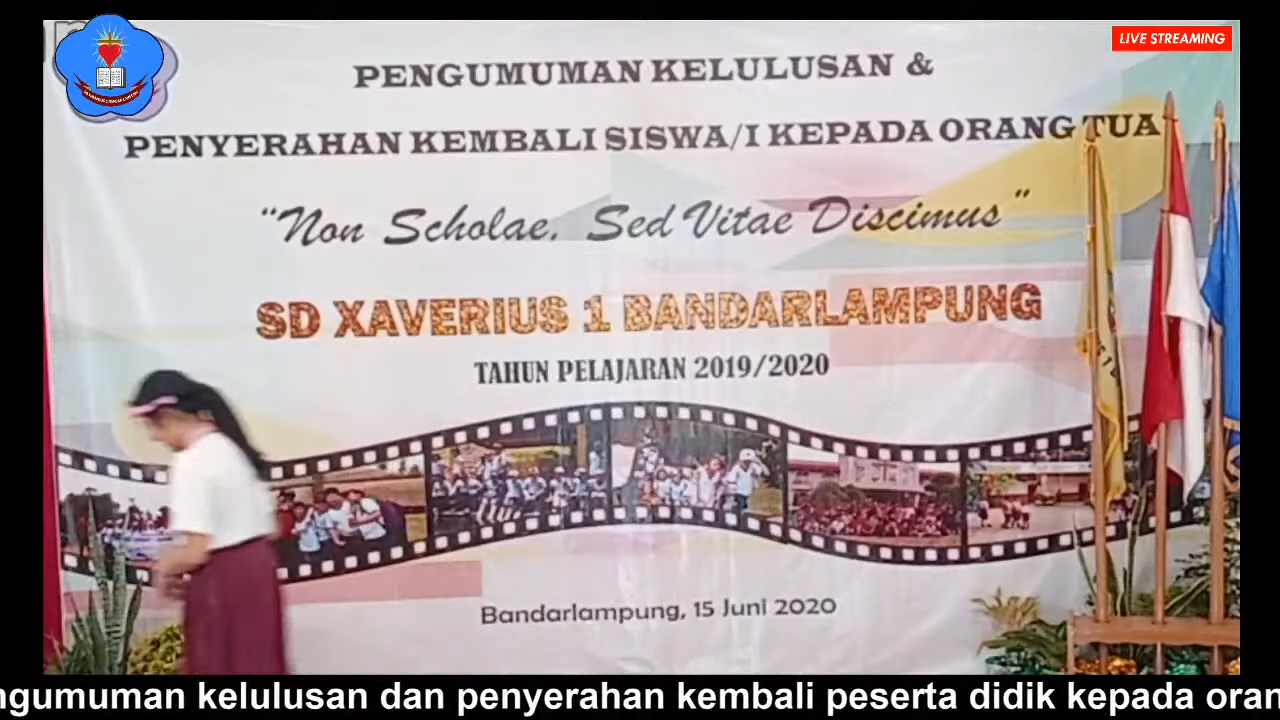 LIVE STREAMING
PENGUMUMAN KELULUSAN &
PENYERAHAN KEMBALI SISWA/I KEPADA ORANG TUA
“Non Scholae, Sed Vitae Discimus”
SD XAVERIUS 1 BANDARLAMPUNG
TAHUN PELAJARAN 2019/2020
Bandarlampung, 15 Juni 2020
ngumuman kelulusan dan penyerahan kembali peserta didik kepada oran